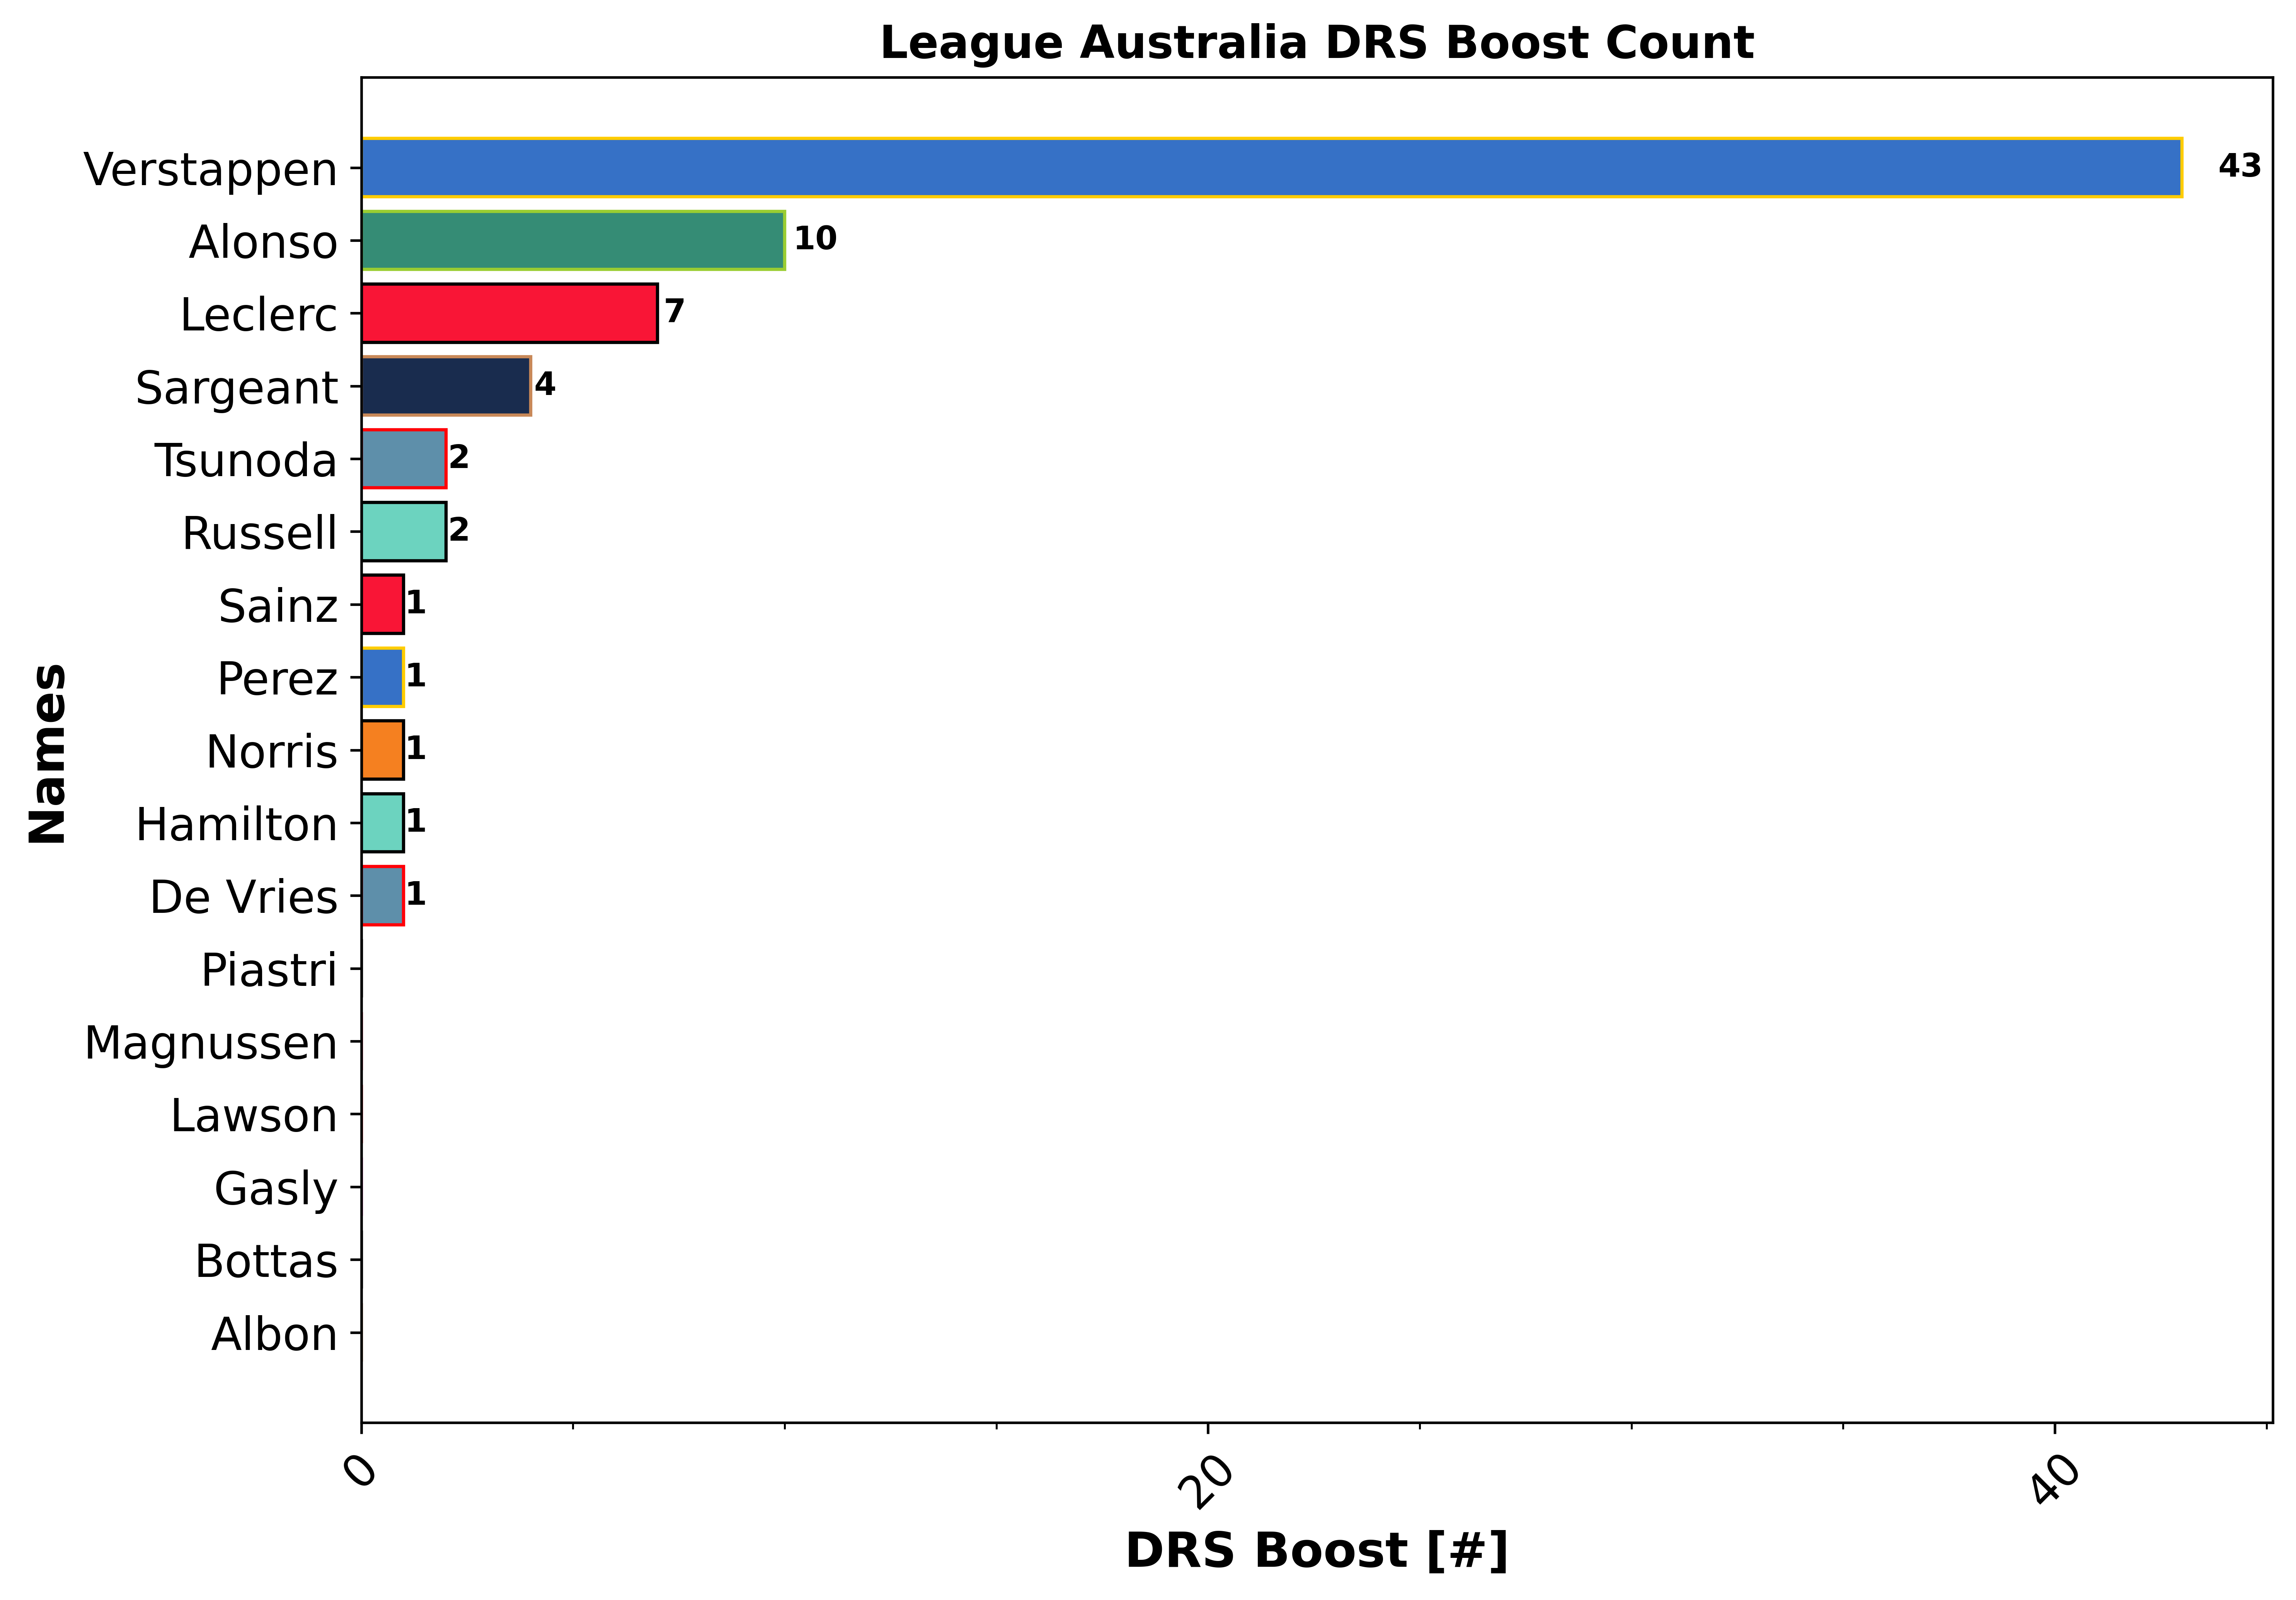 League Australia DRS Boost Count
Verstappen 43
Alonso 10
Leclerc 7
Sargeant 4
Tsunoda 2
Russell 2
Sainz 1
Perez 1
Norris 1
Hamilton 1
De Vries 1
Piastri
Magnussen
Lawson
Gasly
Bottas
Albon
Names
0 20 40
DRS Boost [#]